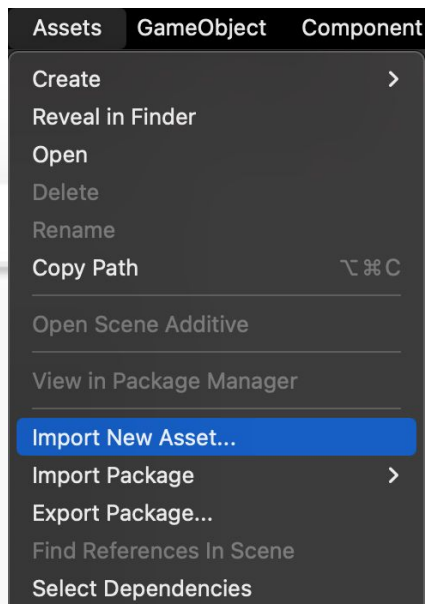 Assets GameObject Component
Create
Reveal in Finder
Open
Delete
Rename
Copy Path ⌥⌘C
Open Scene Additive
View in Package Manager
Import New Asset...
Import Package
Export Package...
Find References In Scene
Select Dependencies